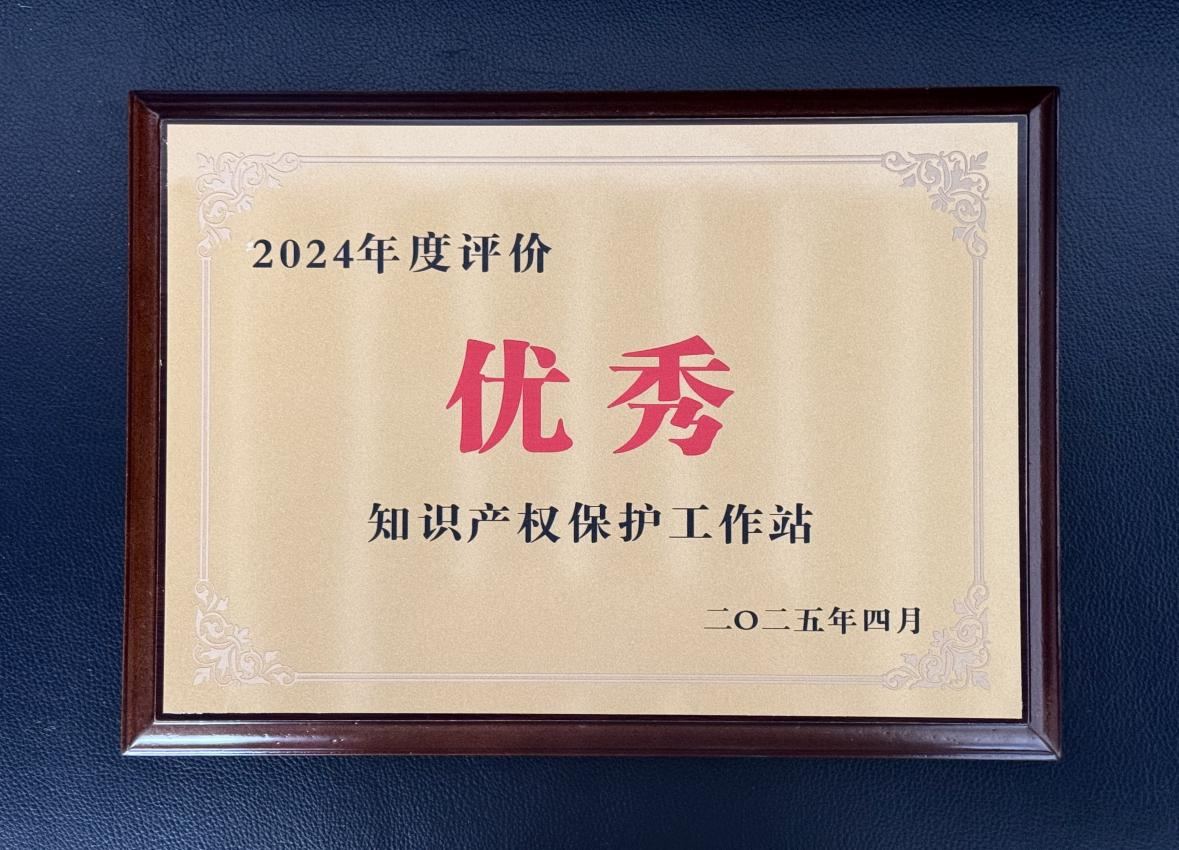 2024年度评价
优秀
知识产权保护工作站
二〇二五年四月